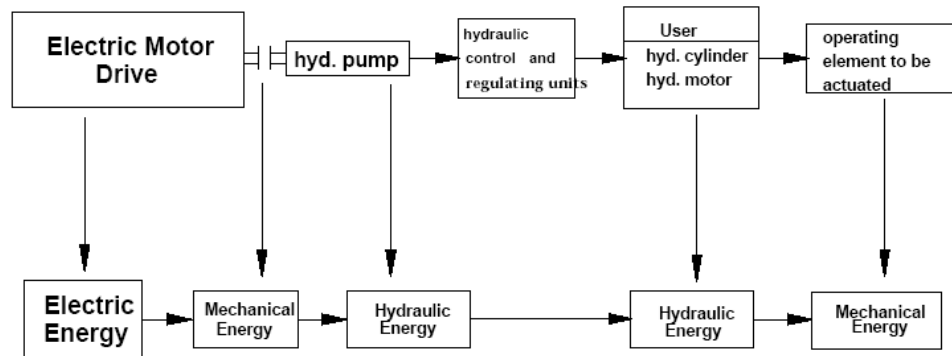 Electric Motor
Drive
hyd. pump
hydraulic
control and
regulating units
User
hyd. cylinder
hyd. motor
operating
element to be
actuated
Electric
Energy
Mechanical
Energy
Hydraulic
Energy
Hydraulic
Energy
Mechanical
Energy